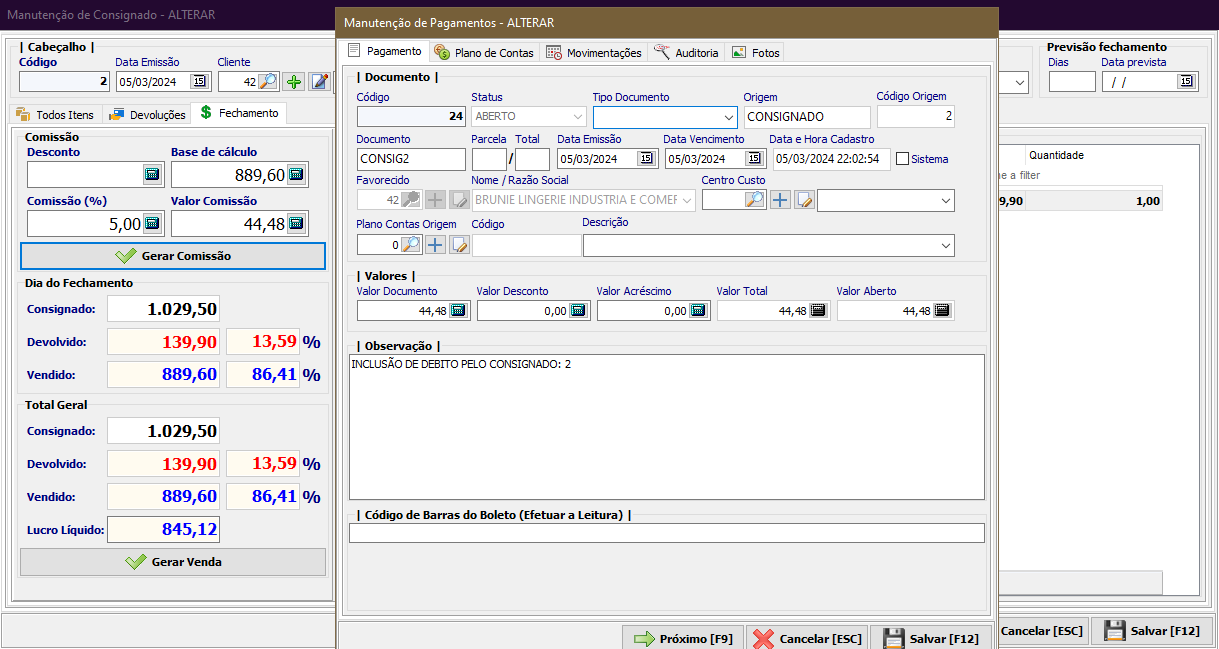 Manutenção de Consignado - ALTERAR
| Cabeçalho |
Código Data Emissão Cliente
2 05/03/2024 15 42
Todos Itens Devoluções Fechamento
Comissão
Desconto Base de cálculo
889,60
Comissão (%) Valor Comissão
5,00 44,48
Gerar Comissão
Dia do Fechamento
Consignado: 1.029,50
Devolvido: 139,90 13,59 %
Vendido: 889,60 86,41 %
Total Geral
Consignado: 1.029,50
Devolvido: 139,90 13,59 %
Vendido: 889,60 86,41 %
Lucro Líquido: 845,12
Gerar Venda
Manutenção de Pagamentos - ALTERAR
Pagamento Plano de Contas Movimentações Auditoria Fotos
| Documento |
Código Status Tipo Documento Origem Código Origem
24 ABERTO CONSIGNADO 2
Documento Parcela Total Data Emissão Data Vencimento Data e Hora Cadastro
CONSIG2 / 05/03/2024 15 05/03/2024 15 05/03/2024 22:02:54 Sistema
Favorecido Nome / Razão Social Centro Custo
42 BRUNIE LINGERIE INDUSTRIA E COMEF
Plano Contas Origem Código Descrição
0
| Valores |
Valor Documento Valor Desconto Valor Acréscimo Valor Total Valor Aberto
44,48 0,00 0,00 44,48 44,48
| Observação |
INCLUSÃO DE DEBITO PELO CONSIGNADO: 2
| Código de Barras do Boleto (Efetuar a Leitura) |
Próximo [F9] Cancelar [ESC] Salvar [F12]
Previsão fechamento
Dias Data prevista
/ / 15
Quantidade
e a filter
9,90 1,00
Cancelar [ESC] Salvar [F12]